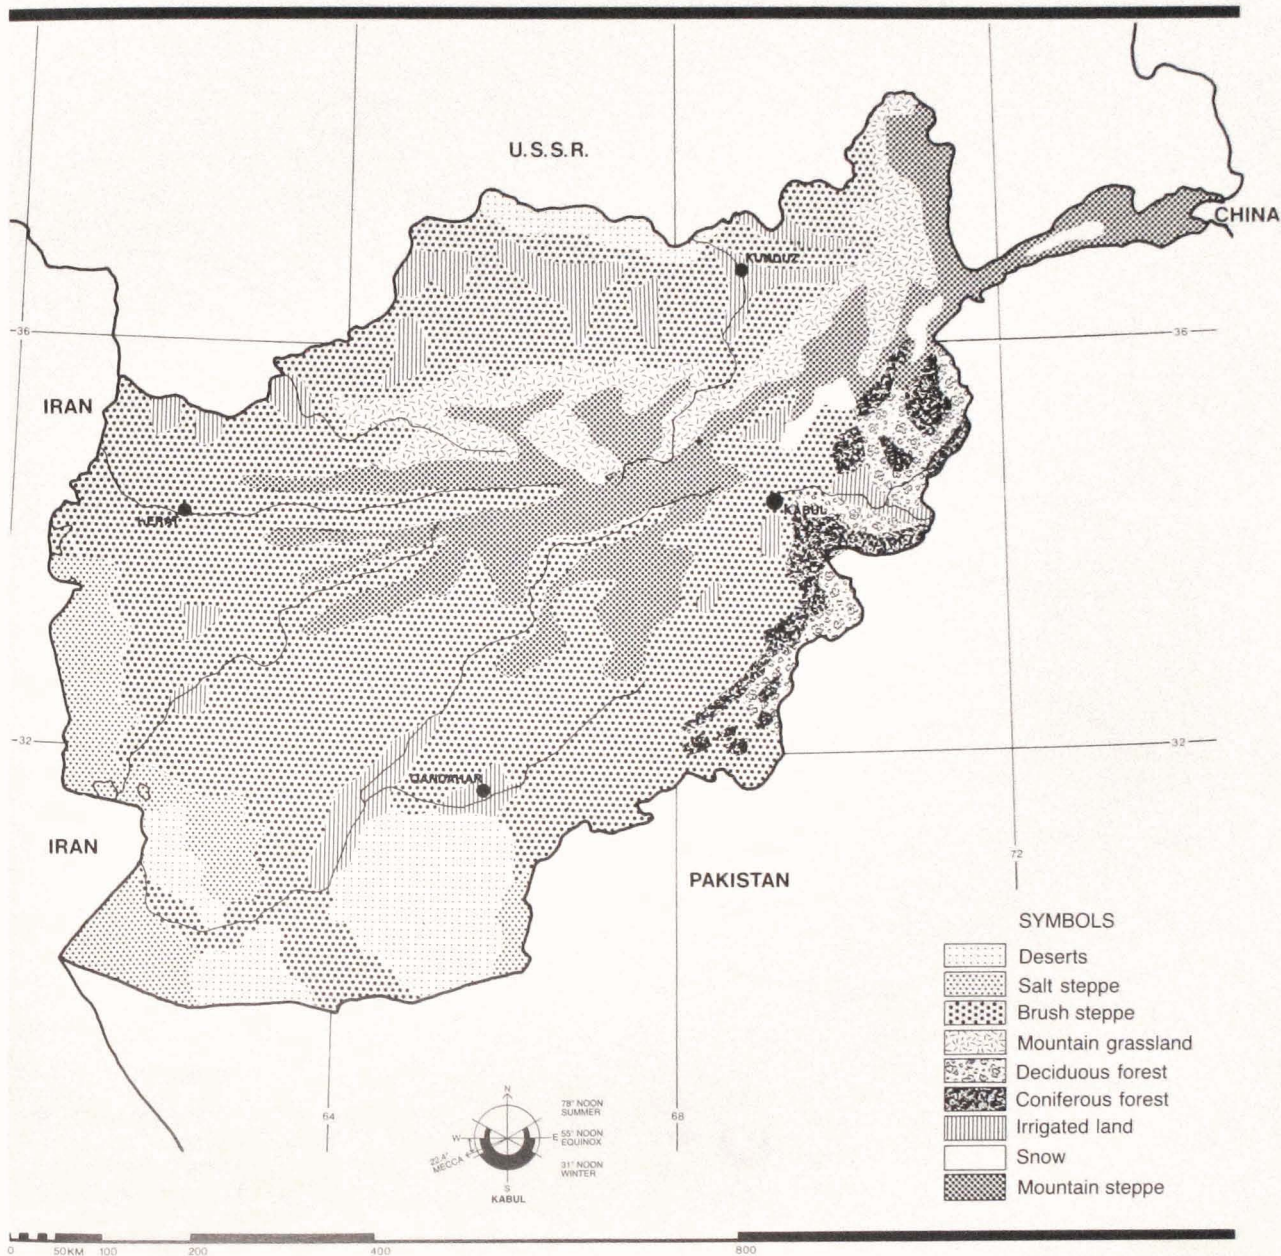 U.S.S.R.
CHINA
KUNDUZ
36
36
IRAN
KABUL
32
32
QANDAHAR
IRAN
PAKISTAN
72
SYMBOLS
Deserts
Salt steppe
Brush steppe
Mountain grassland
Deciduous forest
Coniferous forest
Irrigated land
Snow
Mountain steppe
64
68
N
78° NOON
SUMMER
W
E
55° NOON
EQUINOX
22.4°
MECCA
31° NOON
WINTER
S
KABUL
0 50KM 100 200 400 800